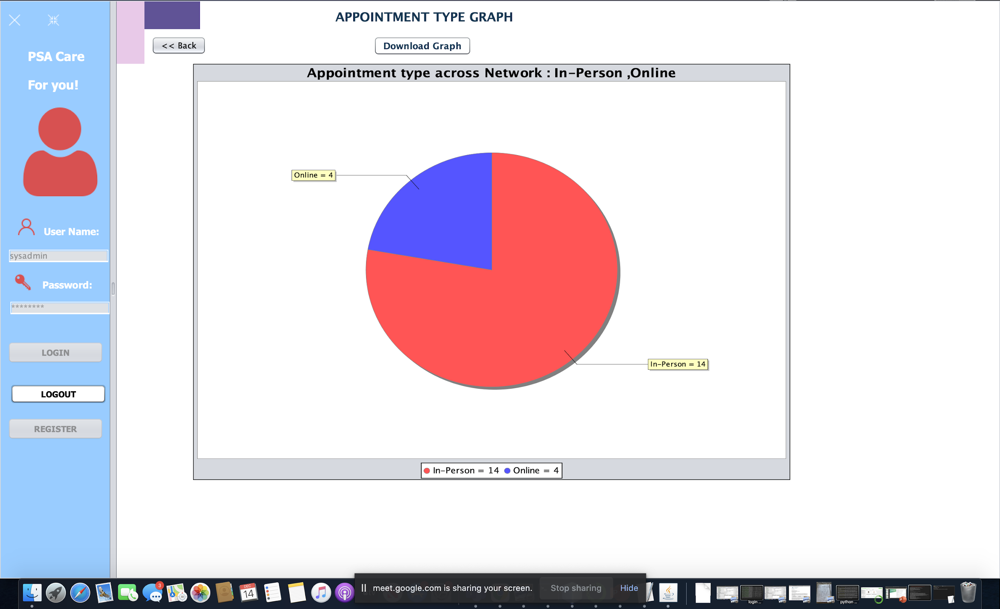 APPOINTMENT TYPE GRAPH
<< Back
Download Graph
PSA Care
For you!
Appointment type across Network : In-Person ,Online
Online = 4
In-Person = 14
In-Person = 14 Online = 4
User Name:
sysadmin
Password:
********
LOGIN
LOGOUT
REGISTER
3
DEC
14
3D
meet.google.com is sharing your screen.
Stop sharing
Hide
login ...
python ...